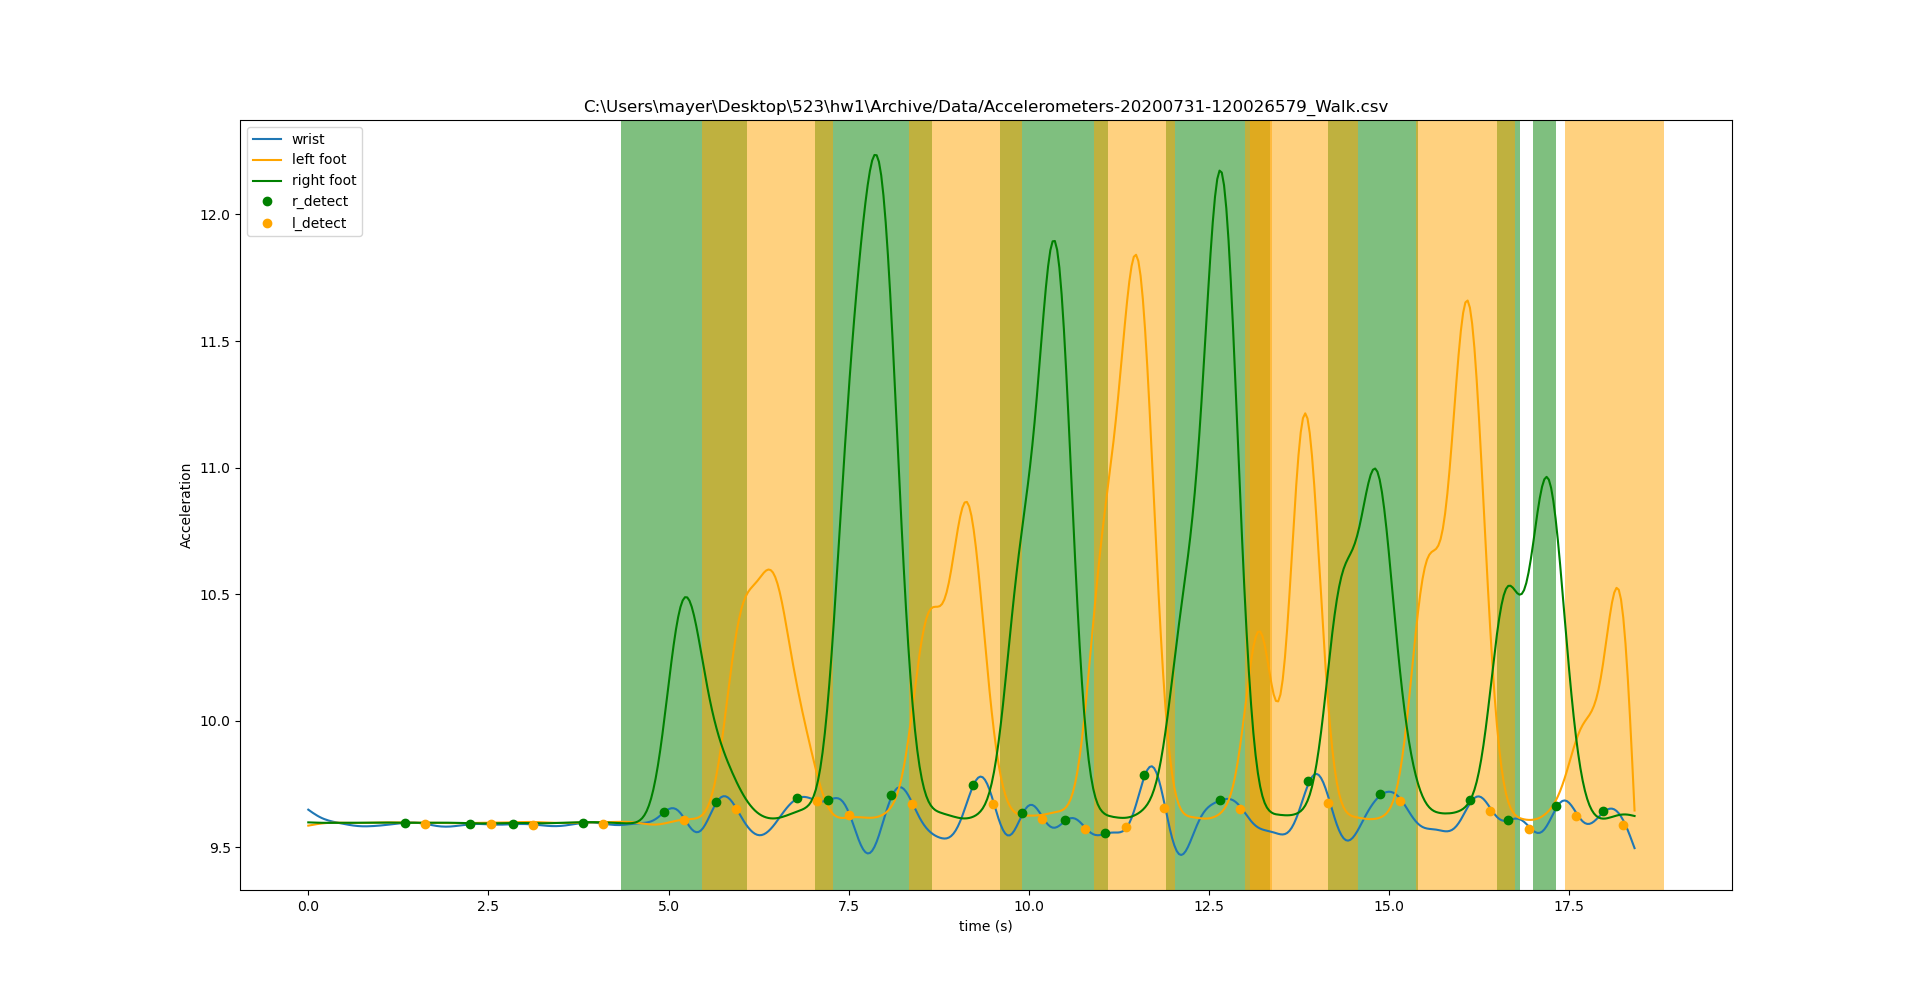 C:\Users\mayer\Desktop\523\hw1\Archive/Data/Accelerometers-20200731-120026579_Walk.csv
wrist
left foot
right foot
r_detect
l_detect
Acceleration
12.0
11.5
11.0
10.5
10.0
9.5
0.0 2.5 5.0 7.5 10.0 12.5 15.0 17.5
time (s)